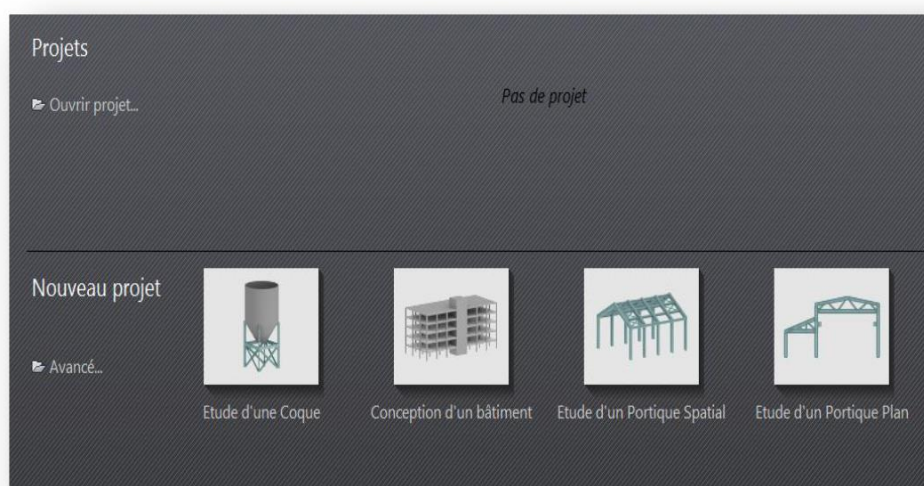 Projets
Ouvrir projet...
Pas de projet
Nouveau projet
Avancé...
Etude d'une Coque
Conception d'un bâtiment
Etude d'un Portique Spatial
Etude d'un Portique Plan